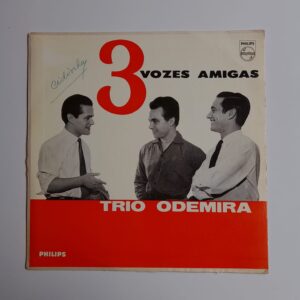 PHILIPS
3 VOZES AMIGAS
TRIO ODEMIRA
PHILIPS